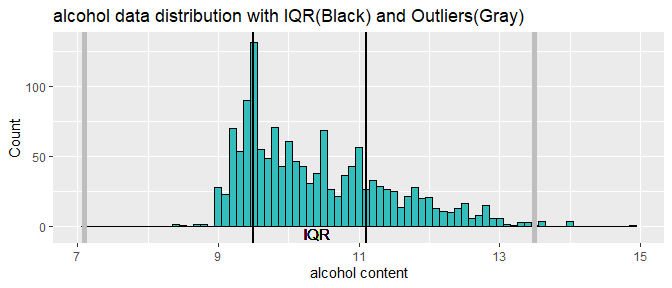 alcohol data distribution with IQR(Black) and Outliers(Gray)
100
50
0
Count
IQR
7 9 11 13 15
alcohol content